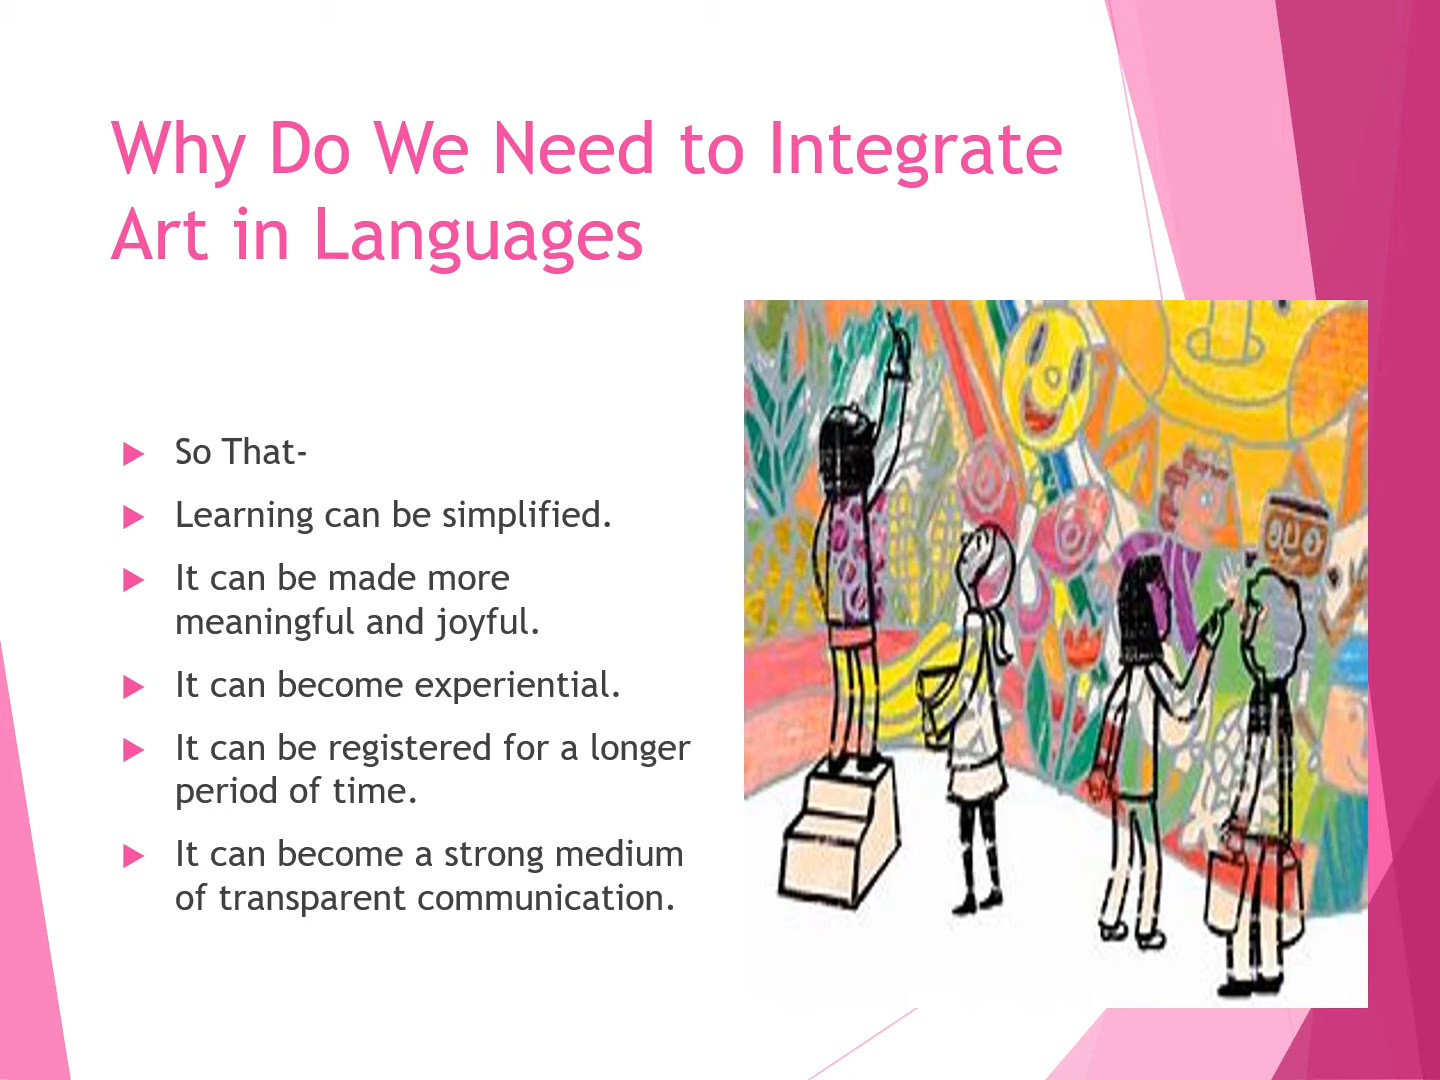 Why Do We Need to Integrate
Art in Languages
So That-
Learning can be simplified.
It can be made more
meaningful and joyful.
It can become experiential.
It can be registered for a longer
period of time.
It can become a strong medium
of transparent communication.